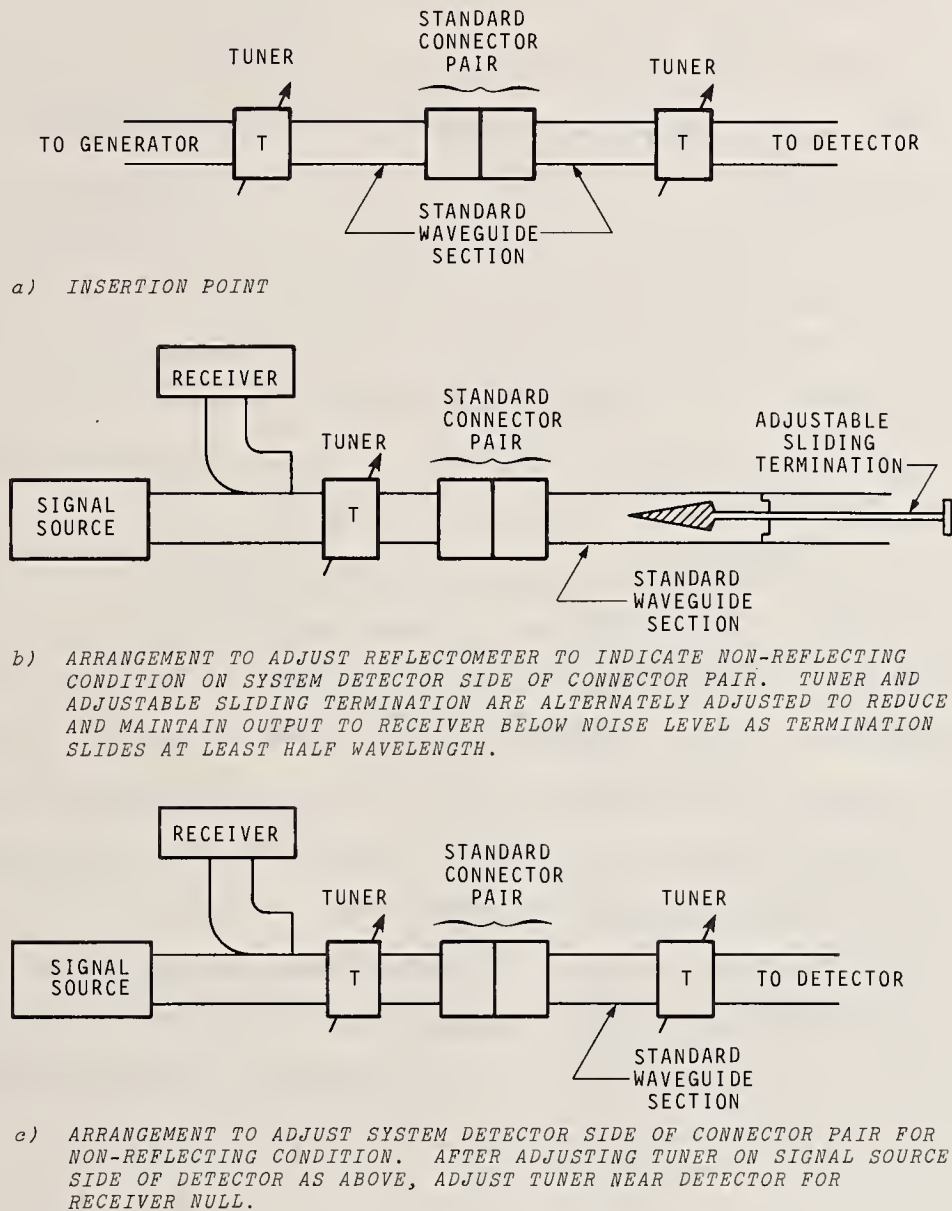 STANDARD
CONNECTOR
PAIR
TUNER
TUNER
TO GENERATOR
T
T
TO DETECTOR
STANDARD
WAVEGUIDE
SECTION
a) INSERTION POINT
RECEIVER
STANDARD
CONNECTOR
PAIR
ADJUSTABLE
SLIDING
TERMINATION
TUNER
SIGNAL
SOURCE
T
STANDARD
WAVEGUIDE
SECTION
b) ARRANGEMENT TO ADJUST REFLECTOMETER TO INDICATE NON-REFLECTING
CONDITION ON SYSTEM DETECTOR SIDE OF CONNECTOR PAIR. TUNER AND
ADJUSTABLE SLIDING TERMINATION ARE ALTERNATELY ADJUSTED TO REDUCE
AND MAINTAIN OUTPUT TO RECEIVER BELOW NOISE LEVEL AS TERMINATION
SLIDES AT LEAST HALF WAVELENGTH.
RECEIVER
STANDARD
CONNECTOR
PAIR
TUNER
TUNER
SIGNAL
SOURCE
T
T
TO DETECTOR
STANDARD
WAVEGUIDE
SECTION
c) ARRANGEMENT TO ADJUST SYSTEM DETECTOR SIDE OF CONNECTOR PAIR FOR
NON-REFLECTING CONDITION. AFTER ADJUSTING TUNER ON SIGNAL SOURCE
SIDE OF DETECTOR AS ABOVE, ADJUST TUNER NEAR DETECTOR FOR
RECEIVER NULL.